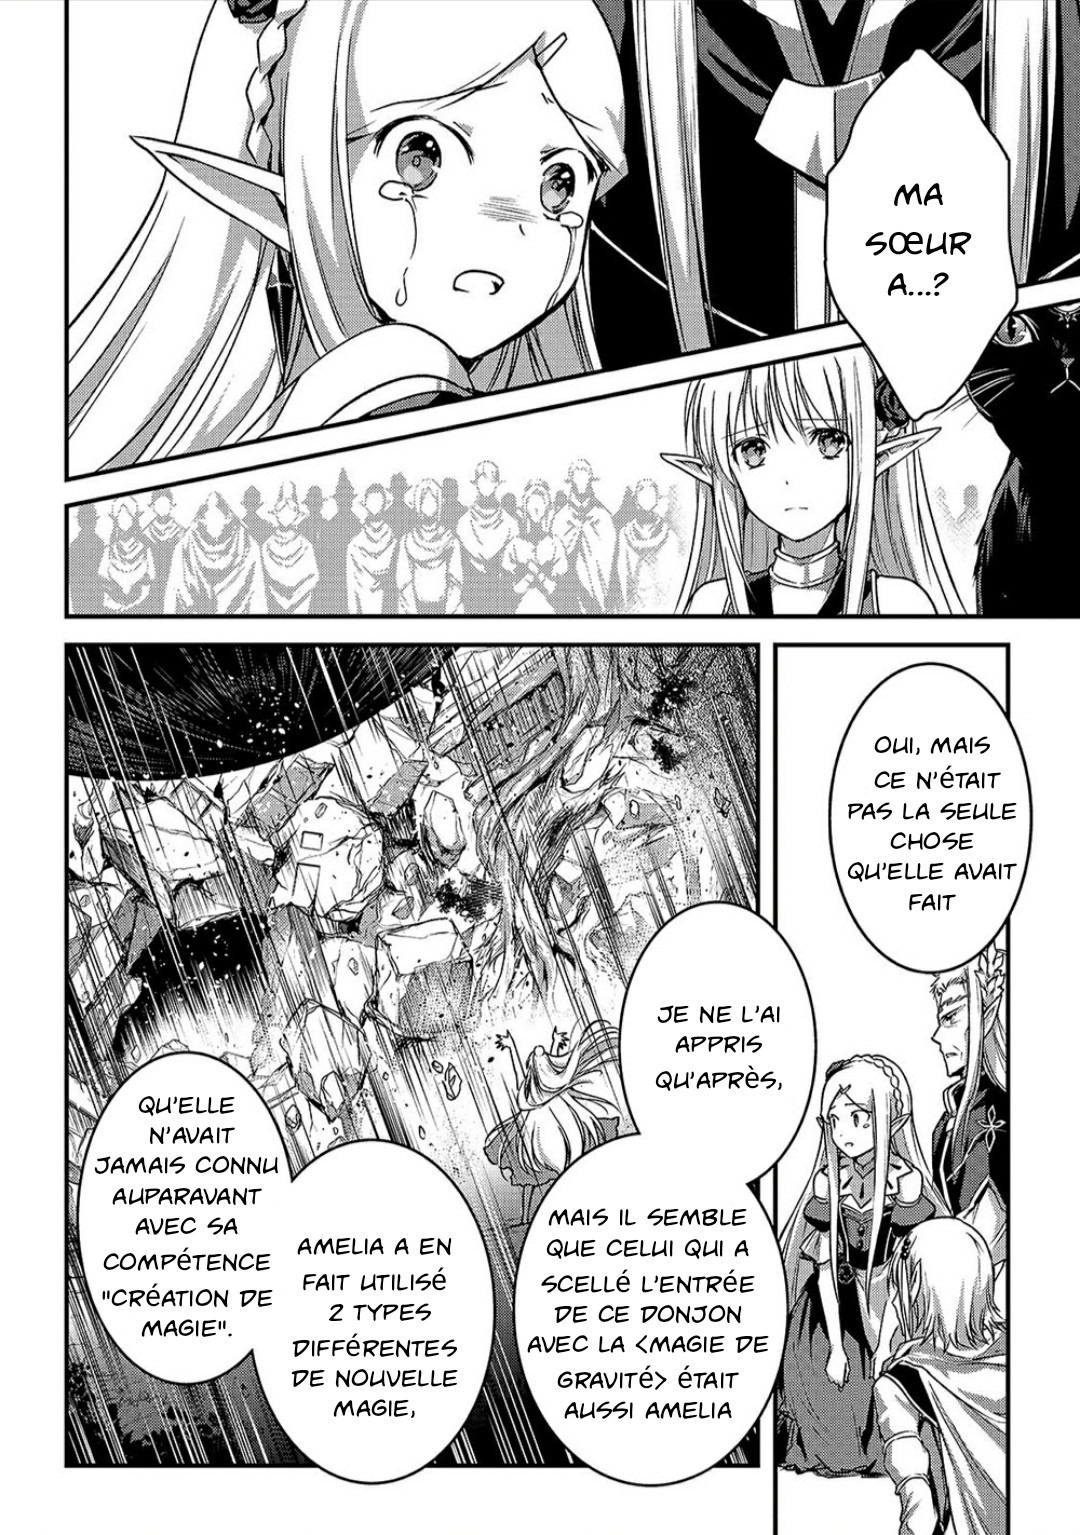 MA
SŒUR
A...?
OUI, MAIS
CE N'ÉTAIT
PAS LA SEULE
CHOSE
QU'ELLE AVAIT
FAIT
JE NE L'AI
APPRIS
QU'APRÈS,
MAIS IL SEMBLE
QUE CELUI QUI A
SCELLÉ L'ENTRÉE
DE CE DONJON
AVEC LA <MAGIE DE
GRAVITÉ> ÉTAIT
AUSSI AMELIA
AMELIA A EN
FAIT UTILISÉ
2 TYPES
DIFFÉRENTES
DE NOUVELLE
MAGIE,
QU'ELLE
N'AVAIT
JAMAIS CONNU
AUPARAVANT
AVEC SA
COMPÉTENCE
"CRÉATION DE
MAGIE".